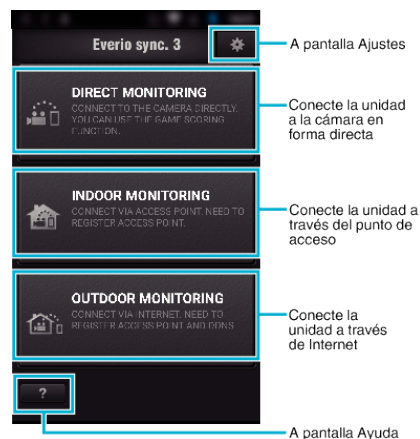 Everio sync. 3
A pantalla Ajustes
DIRECT MONITORING
CONNECT TO THE CAMERA DIRECTLY.
YOU CAN USE THE GAME SCORING
FUNCTION.
Conecte la unidad
a la cámara en
forma directa
INDOOR MONITORING
CONNECT VIA ACCESS POINT. NEED TO
REGISTER ACCESS POINT.
Conecte la unidad a
través del punto de
acceso
OUTDOOR MONITORING
CONNECT VIA INTERNET. NEED TO
REGISTER ACCESS POINT AND DDNS
Conecte la
unidad a través
de Internet
?
A pantalla Ayuda